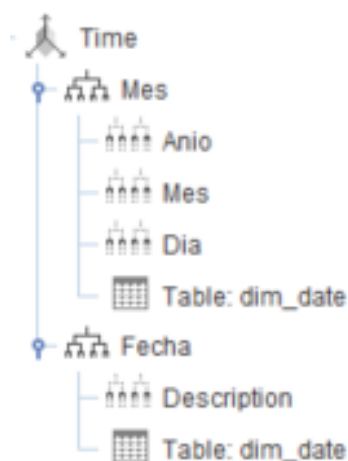 Time
Mes
Anio
Mes
Dia
Table: dim_date
Fecha
Description
Table: dim_date